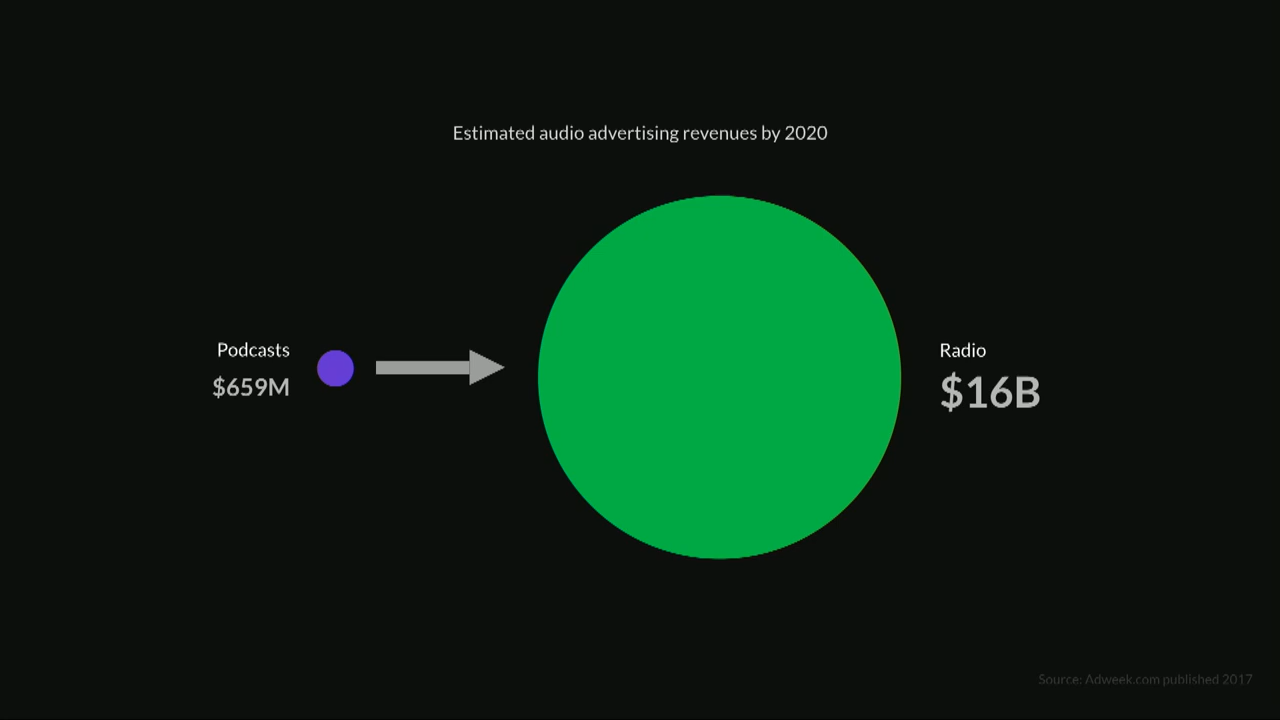 Estimated audio advertising revenues by 2020
Podcasts
$659M
Radio
$16B
Source: Adweek.com published 2017